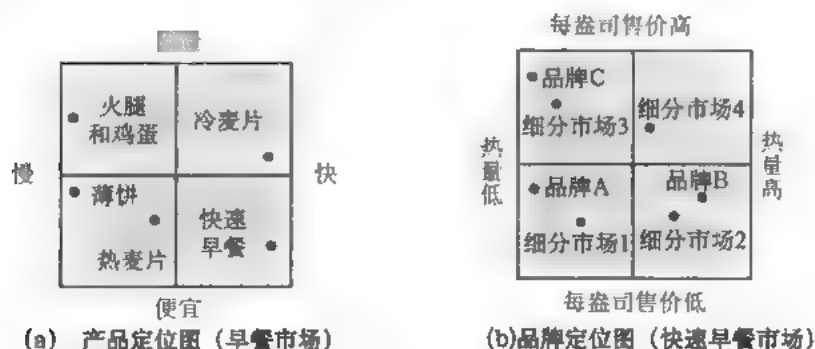 每盎司售价高
火腿
和鸡蛋
冷麦片
慢
快
薄饼
热麦片
快速
早餐
便宜
(a) 产品定位图（早餐市场）
品牌C
细分市场3
细分市场4
热量低
热量高
品牌A
细分市场1
品牌B
细分市场2
每盎司售价低
(b)品牌定位图（快速早餐市场）